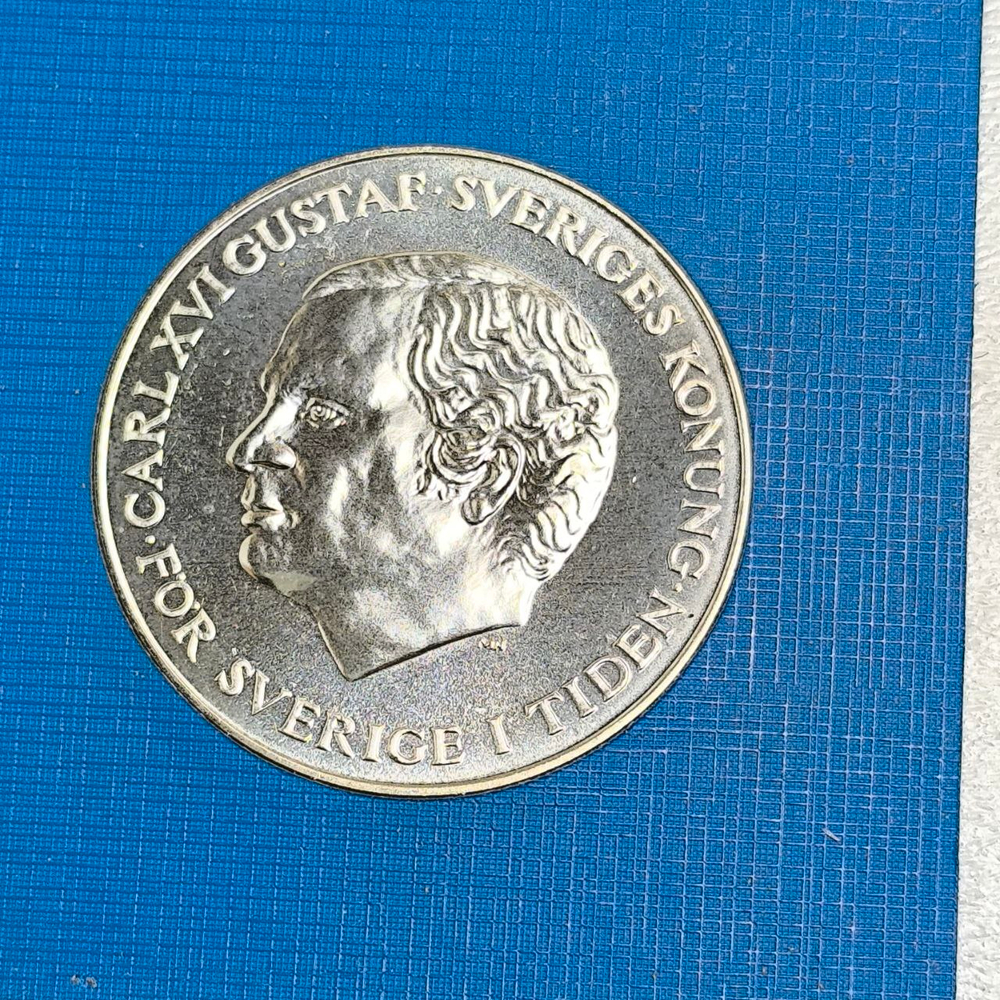 ·CARL XVI GUSTAF·SVERIGES KONUNG·
FÖR SVERIGE I TIDEN